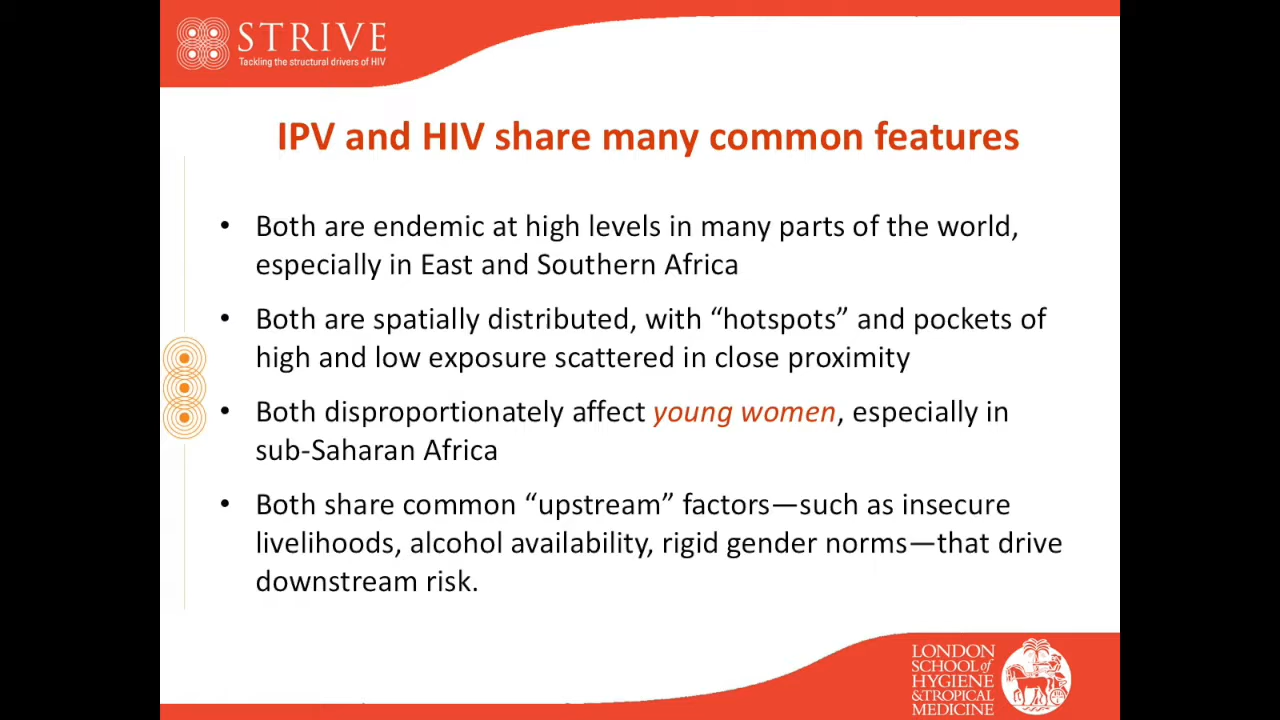 STRIVE
Tackling the structural drivers of HIV
IPV and HIV share many common features
• Both are endemic at high levels in many parts of the world,
especially in East and Southern Africa
• Both are spatially distributed, with “hotspots” and pockets of
high and low exposure scattered in close proximity
• Both disproportionately affect young women, especially in
sub-Saharan Africa
• Both share common “upstream” factors—such as insecure
livelihoods, alcohol availability, rigid gender norms—that drive
downstream risk.
LONDON
SCHOOL of
HYGIENE
& TROPICAL
MEDICINE